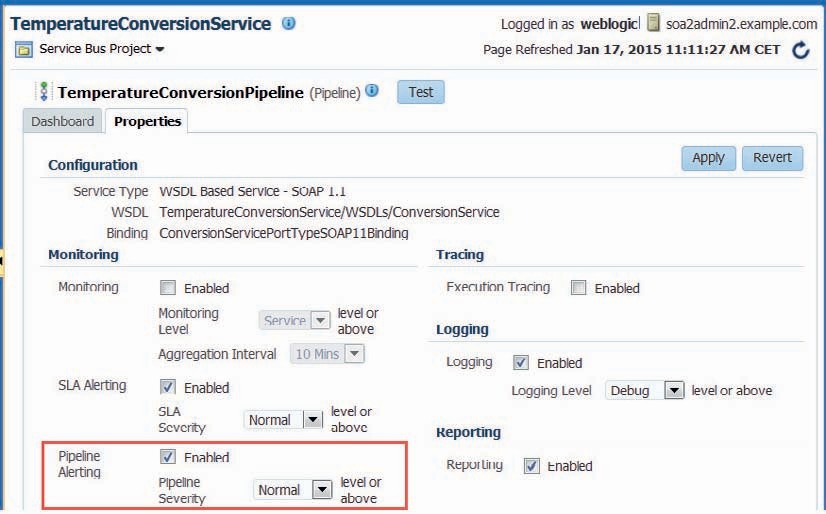 TemperatureConversionService
Logged in as weblogic soa2admin2.example.com
Service Bus Project
Page Refreshed Jan 17, 2015 11:11:27 AM CET
TemperatureConversionPipeline (Pipeline) Test
Dashboard Properties
Configuration Apply Revert
Service Type WSDL Based Service - SOAP 1.1
WSDL TemperatureConversionService/WSDLs/ConversionService
Binding ConversionServicePortTypeSOAP11Binding
Monitoring
Monitoring Enabled
Monitoring Level Service level or above
Aggregation Interval 10 Mins
SLA Alerting Enabled
SLA Severity Normal level or above
Pipeline Alerting Enabled
Pipeline Severity Normal level or above
Tracing
Execution Tracing Enabled
Logging
Logging Enabled
Logging Level Debug level or above
Reporting
Reporting Enabled